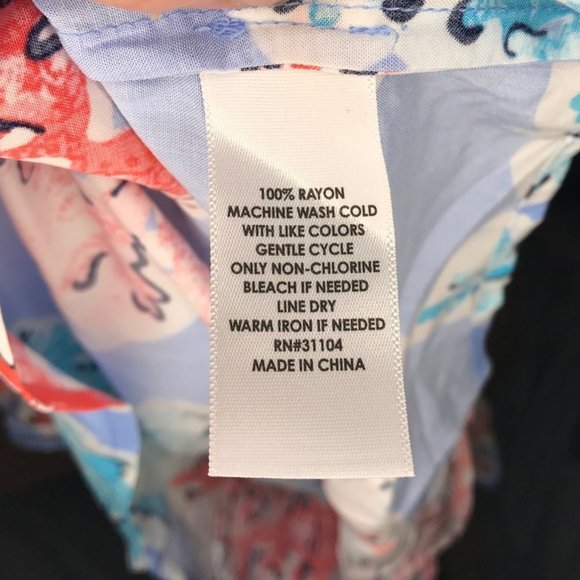 100% RAYON
MACHINE WASH COLD
WITH LIKE COLORS
GENTLE CYCLE
ONLY NON-CHLORINE
BLEACH IF NEEDED
LINE DRY
WARM IRON IF NEEDED
RN#31104
MADE IN CHINA